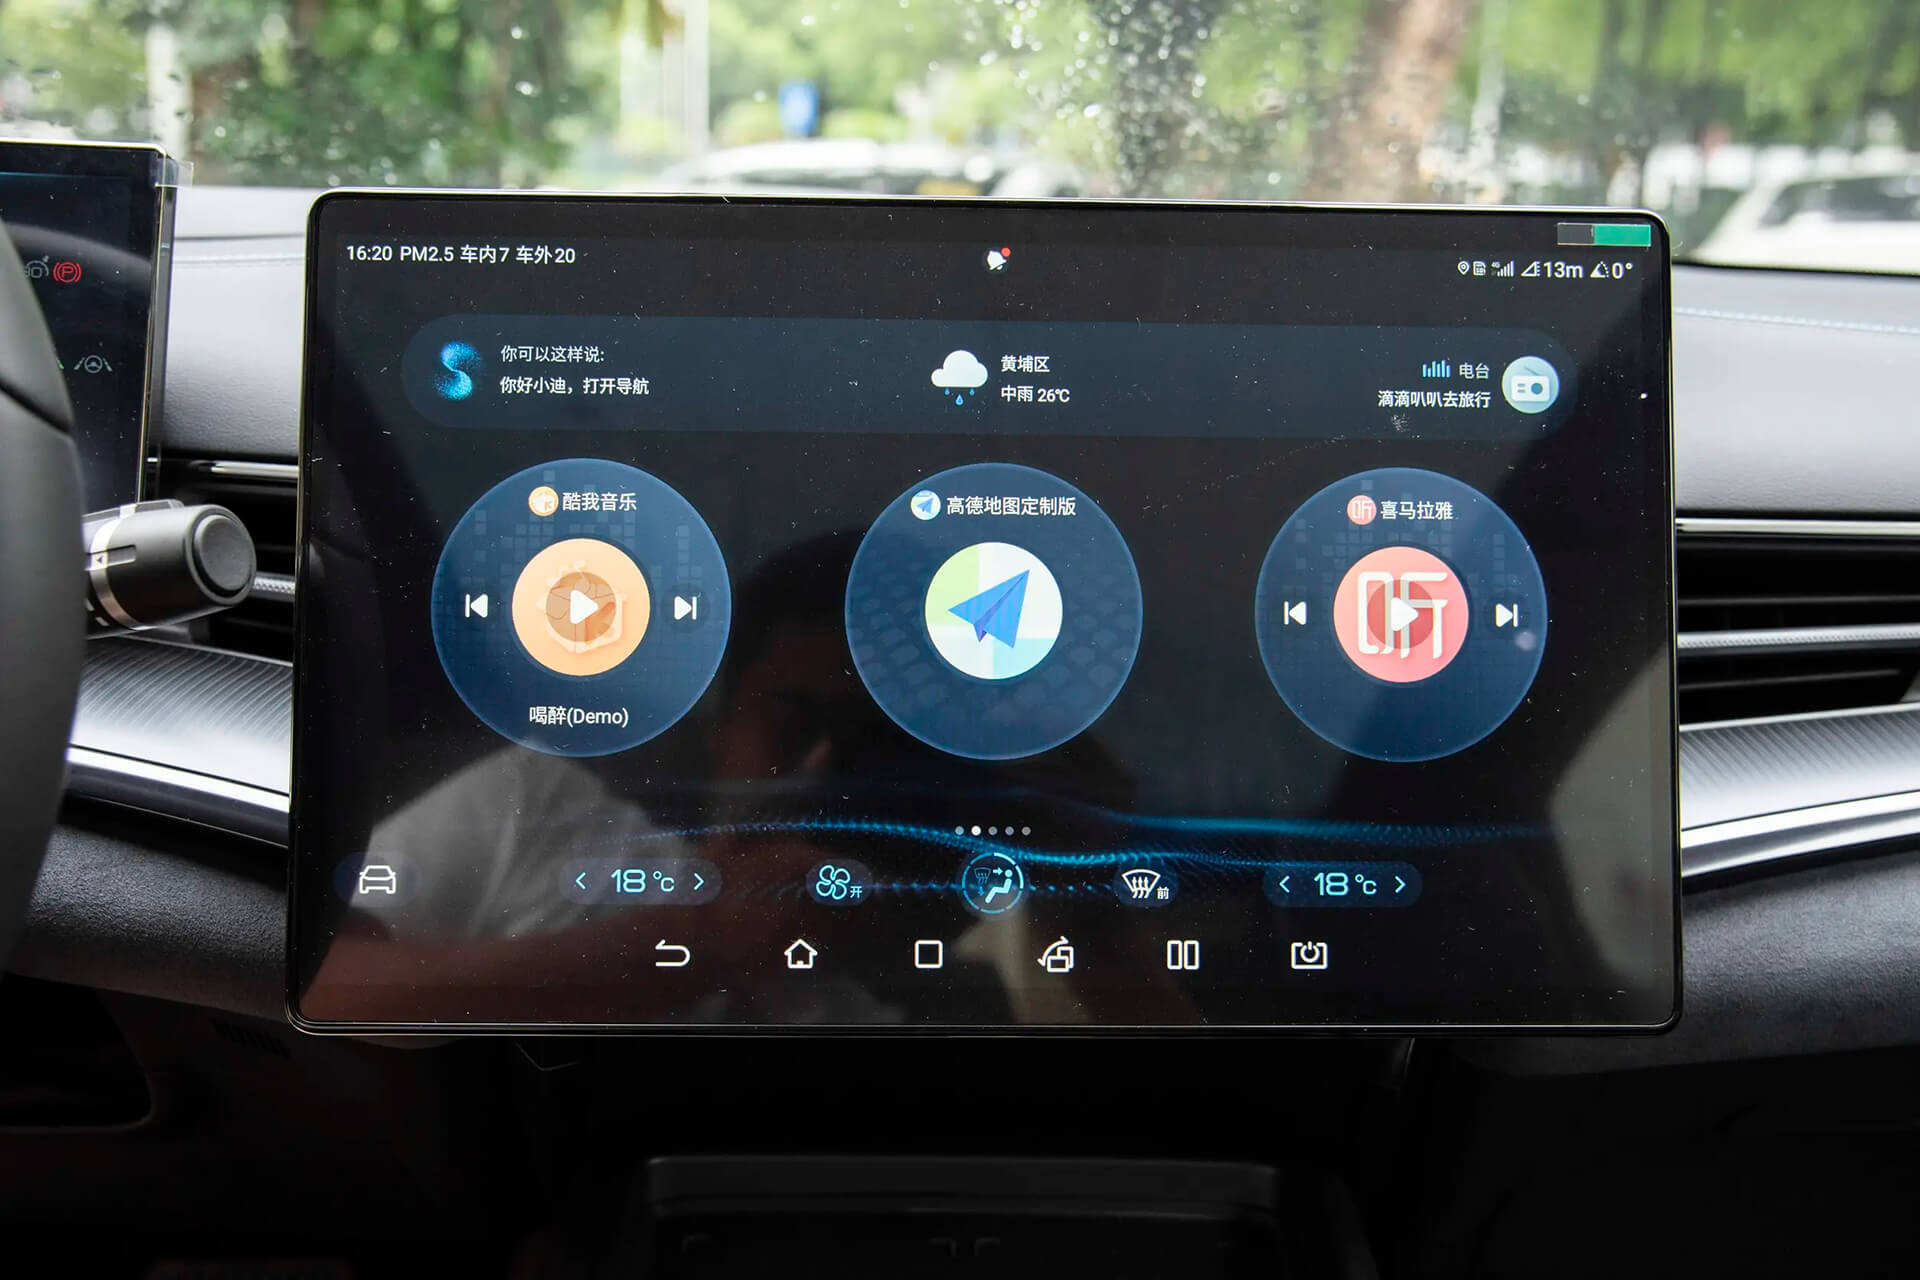 16:20 PM2.5 车内7 车外20
13m 0°
你可以这样说:
你好小迪，打开导航
黄埔区
中雨 26℃
电台
滴滴叭叭去旅行
酷我音乐
高德地图定制版
喜马拉雅
听
喝醉(Demo)
18℃
开
前
18℃